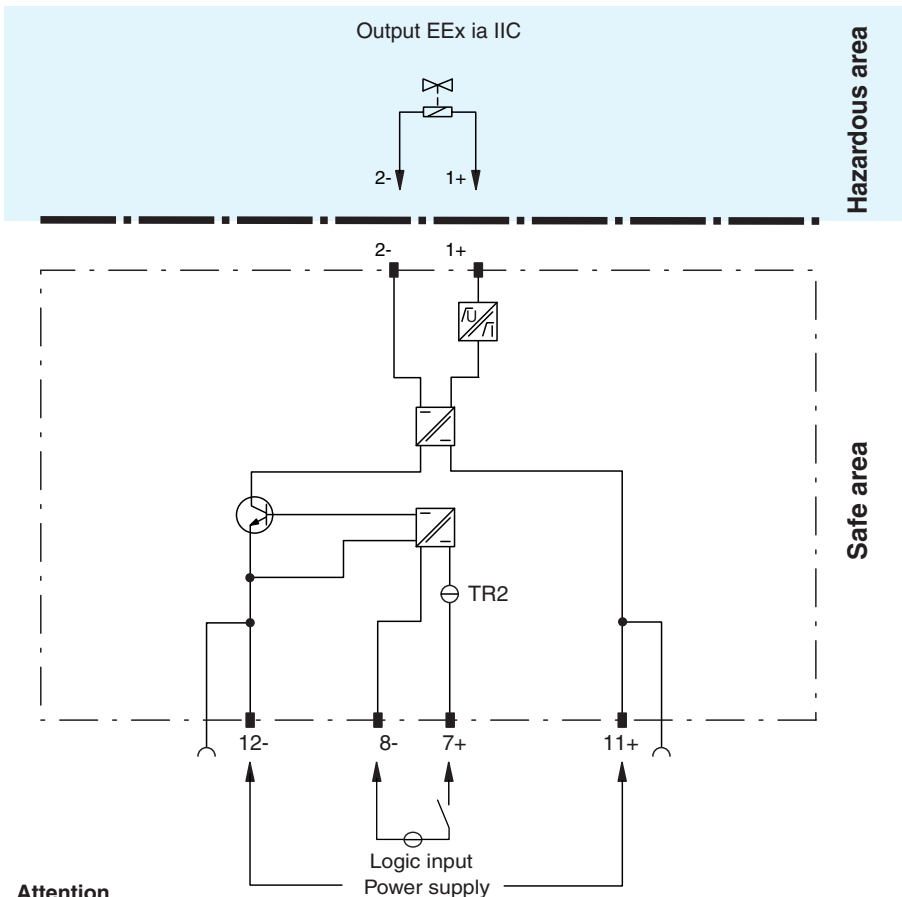 Output EEx ia IIC
Hazardous area
2- 1+
2- 1+
U
I
Safe area
TR2
12- 8- 7+ 11+
Logic input
Power supply
Attention